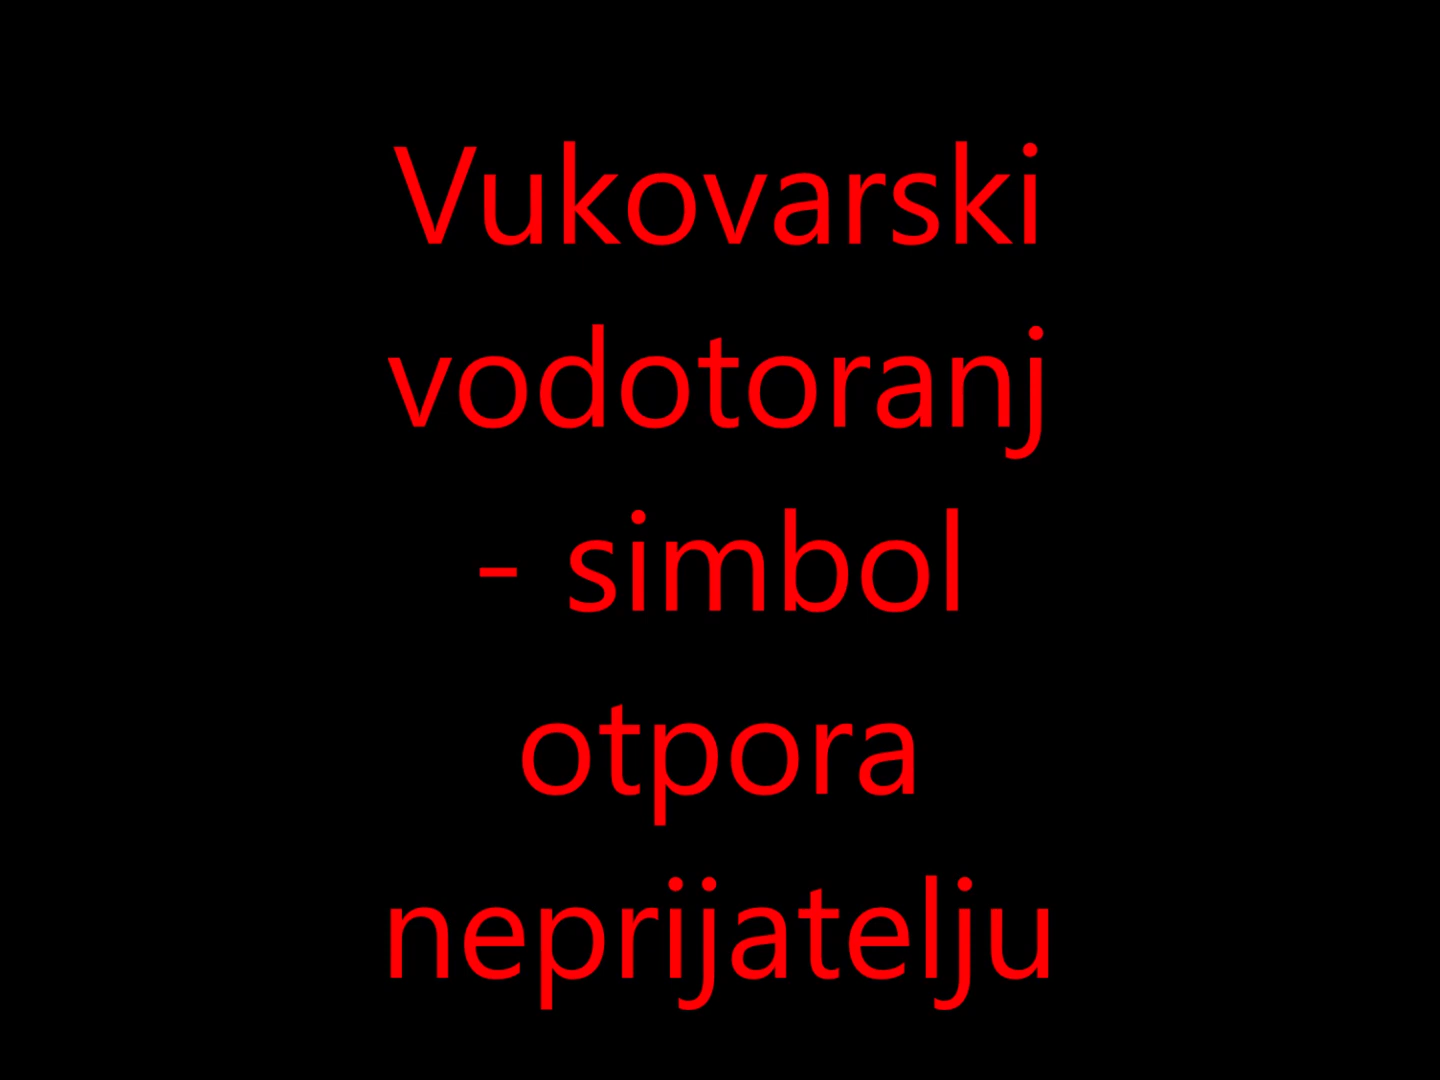 Vukovarski
vodotoranj
- simbol
otpora
neprijatelju